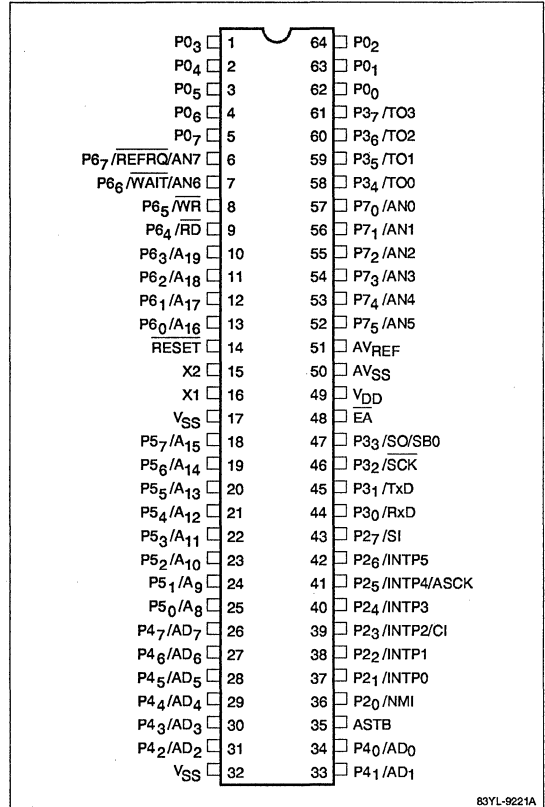 P0₃ 1 64 P0₂
P0₄ 2 63 P0₁
P0₅ 3 62 P0₀
P0₆ 4 61 P3₇/TO3
P0₇ 5 60 P3₆/TO2
P6₇/R̅E̅F̅R̅Q̅/AN7 6 59 P3₅/TO1
P6₆/W̅A̅I̅T̅/AN6 7 58 P3₄/TO0
P6₅/W̅R̅ 8 57 P7₀/AN0
P6₄/R̅D̅ 9 56 P7₁/AN1
P6₃/A₁₉ 10 55 P7₂/AN2
P6₂/A₁₈ 11 54 P7₃/AN3
P6₁/A₁₇ 12 53 P7₄/AN4
P6₀/A₁₆ 13 52 P7₅/AN5
R̅E̅S̅E̅T̅ 14 51 AV_REF
X2 15 50 AV_SS
X1 16 49 V_DD
V_SS 17 48 E̅A̅
P5₇/A₁₅ 18 47 P3₃/SO/SB0
P5₆/A₁₄ 19 46 P3₂/S̅C̅K̅
P5₅/A₁₃ 20 45 P3₁/TxD
P5₄/A₁₂ 21 44 P3₀/RxD
P5₃/A₁₁ 22 43 P2₇/SI
P5₂/A₁₀ 23 42 P2₆/INTP5
P5₁/A₉ 24 41 P2₅/INTP4/ASCK
P5₀/A₈ 25 40 P2₄/INTP3
P4₇/AD₇ 26 39 P2₃/INTP2/CI
P4₆/AD₆ 27 38 P2₂/INTP1
P4₅/AD₅ 28 37 P2₁/INTP0
P4₄/AD₄ 29 36 P2₀/NMI
P4₃/AD₃ 30 35 ASTB
P4₂/AD₂ 31 34 P4₀/AD₀
V_SS 32 33 P4₁/AD₁
83YL-9221A